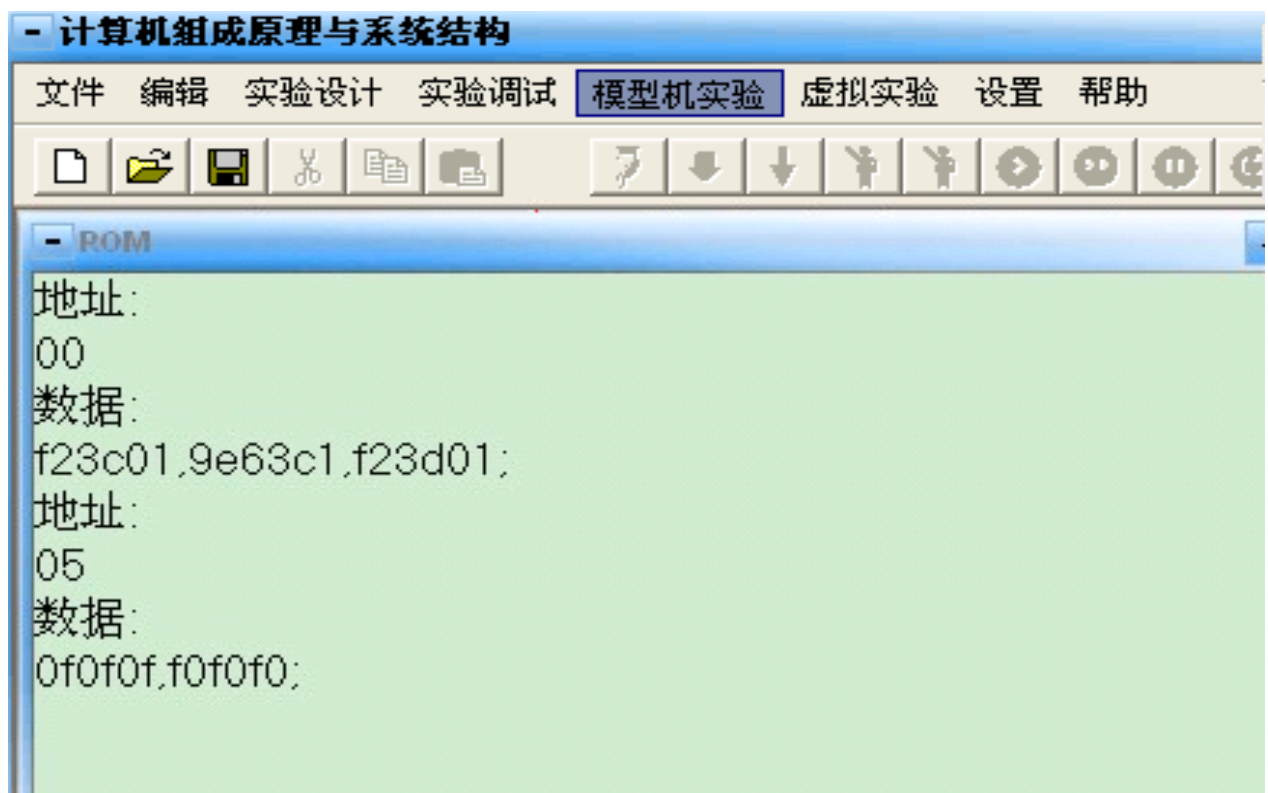 计算机组成原理与系统结构
文件 编辑 实验设计 实验调试 模型机实验 虚拟实验 设置 帮助
ROM
地址:
00
数据:
f23c01,9e63c1,f23d01;
地址:
05
数据:
0f0f0f,f0f0f0;